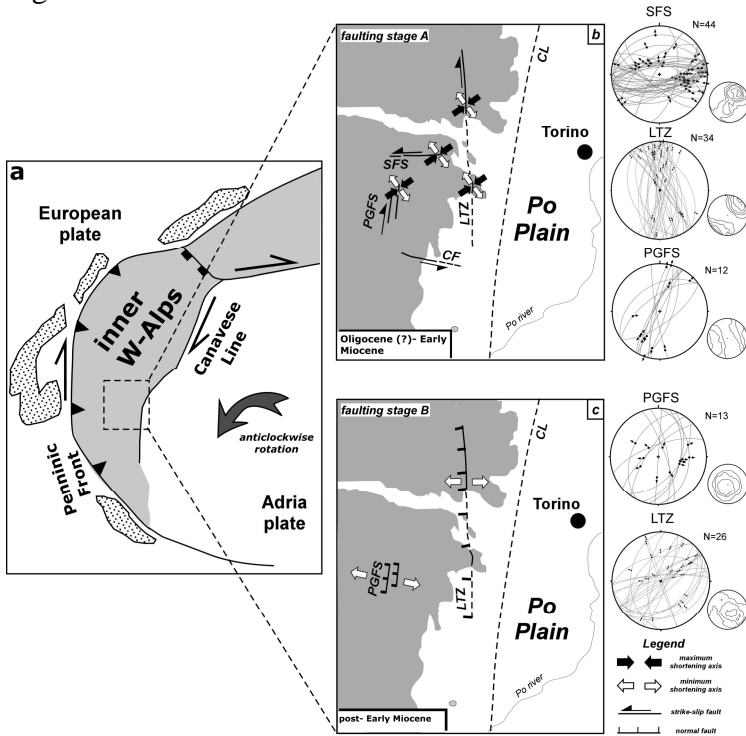 a
European
plate
inner
W-Alps
Canavese
Line
anticlockwise
rotation
Penninic
Front
Adria
plate
faulting stage A
b
CL
Torino
SFS
PGFS
LTZ
Po
Plain
CF
Po river
Oligocene (?)- Early
Miocene
faulting stage B
c
CL
Torino
PGFS
LTZ
Po
Plain
Po river
post- Early Miocene
SFS
N=44
LTZ
N=34
PGFS
N=12
PGFS
N=13
LTZ
N=26
Legend
maximum
shortening axis
minimum
shortening axis
strike-slip fault
normal fault